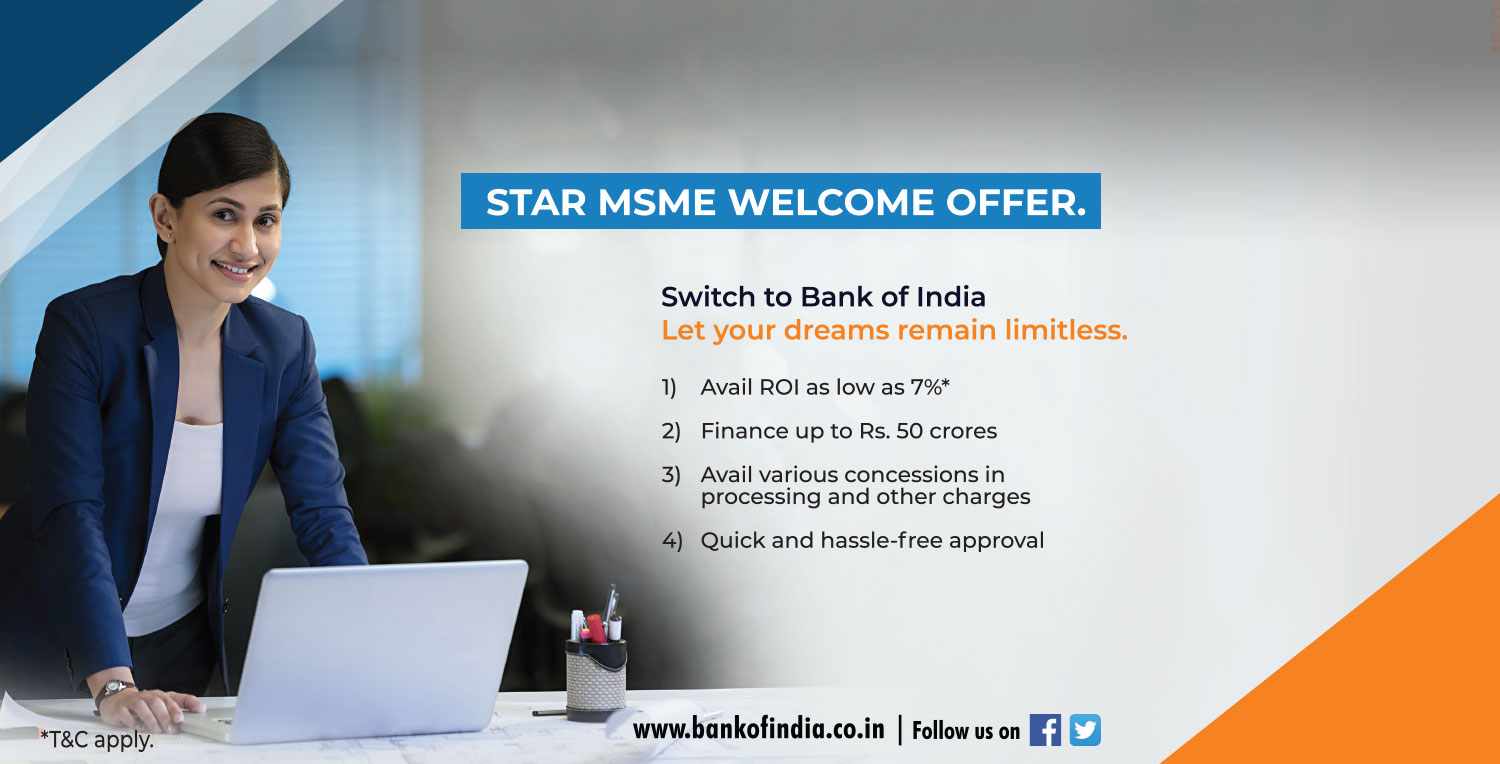 STAR MSME WELCOME OFFER.
Switch to Bank of India
Let your dreams remain limitless.
1) Avail ROI as low as 7%*
2) Finance up to Rs. 50 crores
3) Avail various concessions in
processing and other charges
4) Quick and hassle-free approval
*T&C apply.
www.bankofindia.co.in | Follow us on